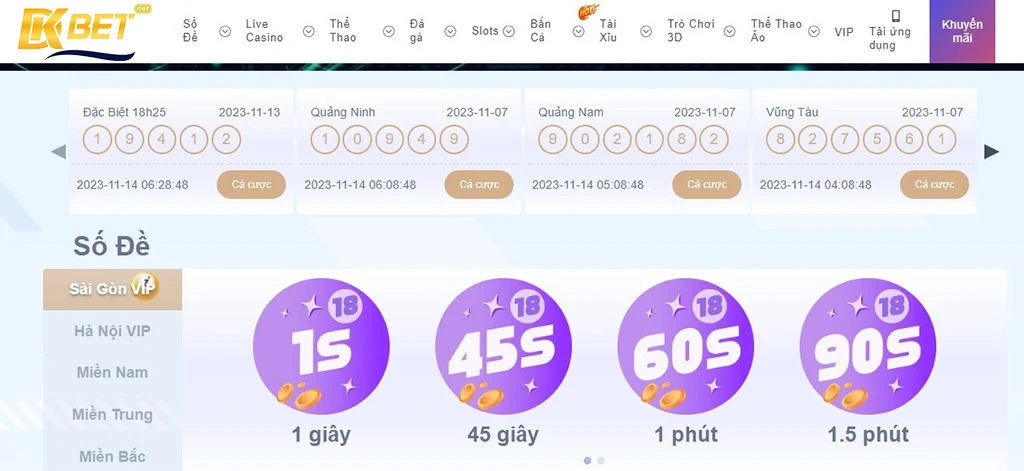 DKBET net
Số Đề
Live Casino
Thể Thao
Đá gà
Slots
Bắn Cá
HOT
Tài Xỉu
Trò Chơi 3D
Thể Thao Ảo
VIP
Tải ứng dụng
Khuyến mãi
Đặc Biệt 18h25 2023-11-13
1 9 4 1 2
2023-11-14 06:28:48 Cá cược
Quảng Ninh 2023-11-07
1 0 9 4 9
2023-11-14 06:08:48 Cá cược
Quảng Nam 2023-11-07
9 0 2 1 8 2
2023-11-14 05:08:48 Cá cược
Vũng Tàu 2023-11-07
8 2 7 5 6 1
2023-11-14 04:08:48 Cá cược
Số Đề
Sài Gòn VIP
Hà Nội VIP
Miền Nam
Miền Trung
Miền Bắc
18
1S
1 giây
18
45S
45 giây
18
60S
1 phút
18
90S
1.5 phút